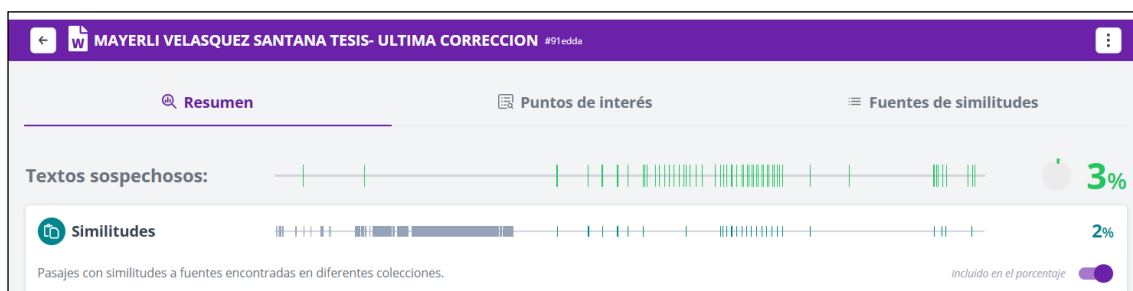 MAYERLI VELASQUEZ SANTANA TESIS- ULTIMA CORRECCION #91edda
Resumen Puntos de interés Fuentes de similitudes
Textos sospechosos: 3%
Similitudes 2%
Pasajes con similitudes a fuentes encontradas en diferentes colecciones. Incluido en el porcentaje